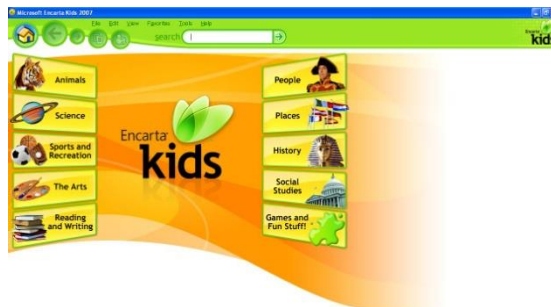 Microsoft Encarta Kids 2007
File Edit View Favorites Tools Help
search
Encarta
kids
Animals
Science
Sports and
Recreation
The Arts
Reading
and Writing
Encarta
kids
People
Places
History
Social
Studies
Games and
Fun Stuff!